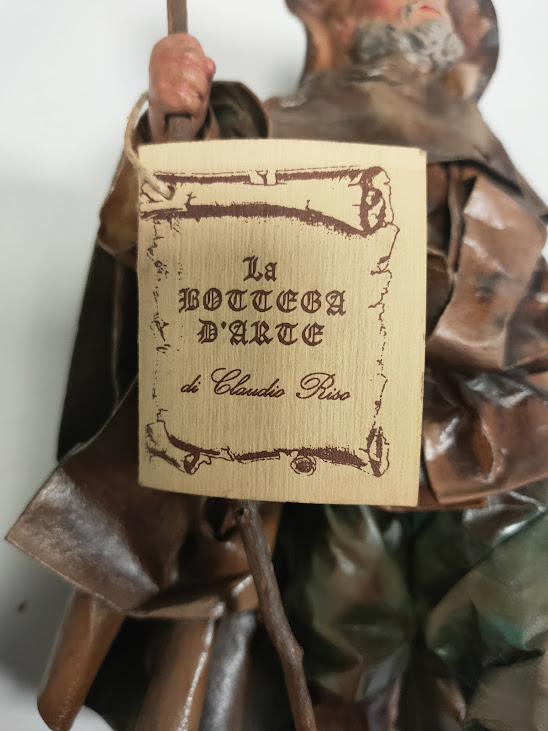 La
BOTTEGA
D'ARTE
di Claudio Riso